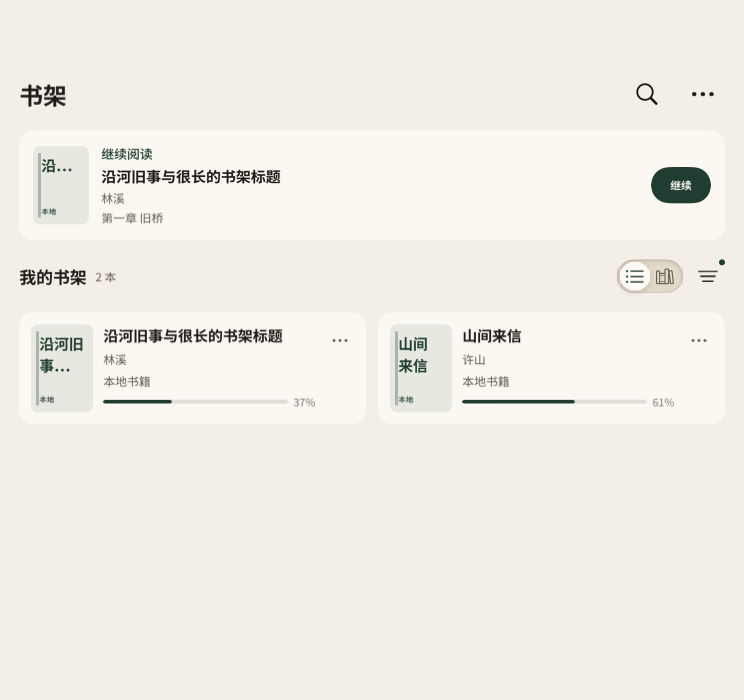 书架
沿…
本地
继续阅读
沿河旧事与很长的书架标题
林溪
第一章 旧桥
继续
我的书架 2 本
沿河旧
事…
本地
沿河旧事与很长的书架标题
林溪
本地书籍
37%
山间
来信
本地
山间来信
许山
本地书籍
61%